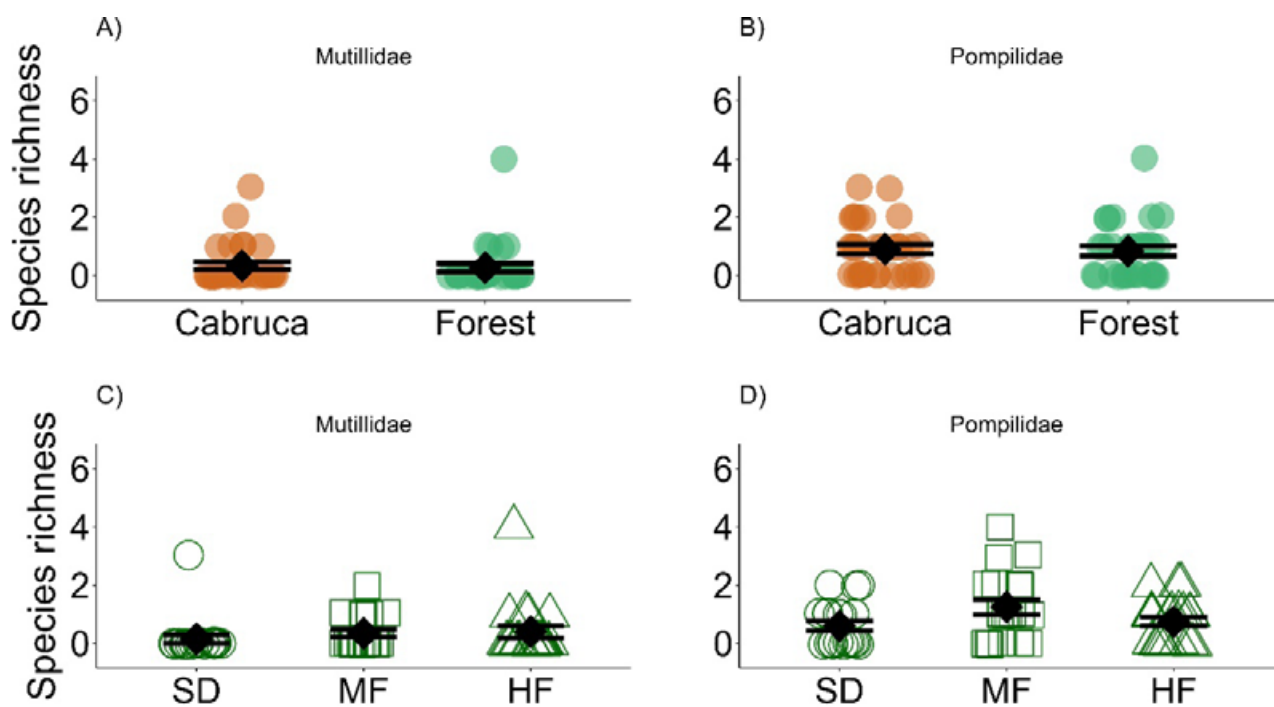 A)
Mutillidae
Species richness
6
4
2
0
Cabruca Forest
B)
Pompilidae
6
4
2
0
Cabruca Forest
C)
Mutillidae
Species richness
6
4
2
0
SD MF HF
D)
Pompilidae
6
4
2
0
SD MF HF